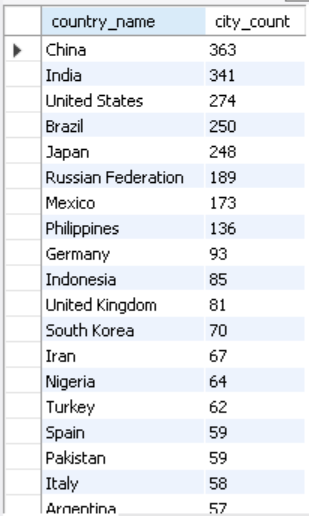 country_name city_count
China 363
India 341
United States 274
Brazil 250
Japan 248
Russian Federation 189
Mexico 173
Philippines 136
Germany 93
Indonesia 85
United Kingdom 81
South Korea 70
Iran 67
Nigeria 64
Turkey 62
Spain 59
Pakistan 59
Italy 58
Argentina 57